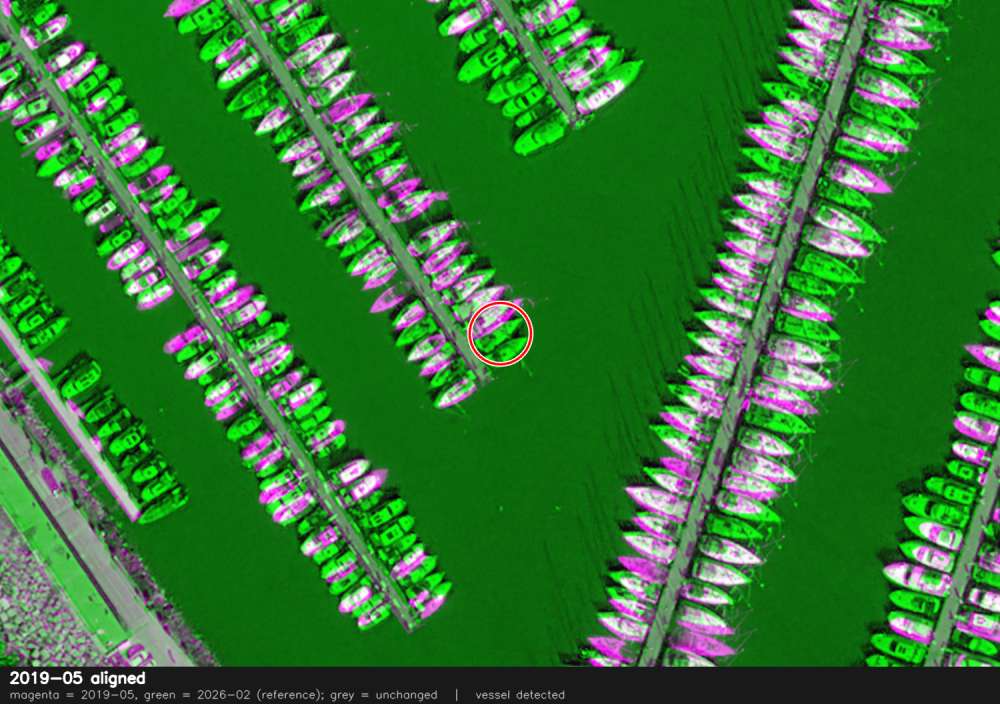 2019-05 aligned
magenta = 2019-05, green = 2026-02 (reference); grey = unchanged | vessel detected